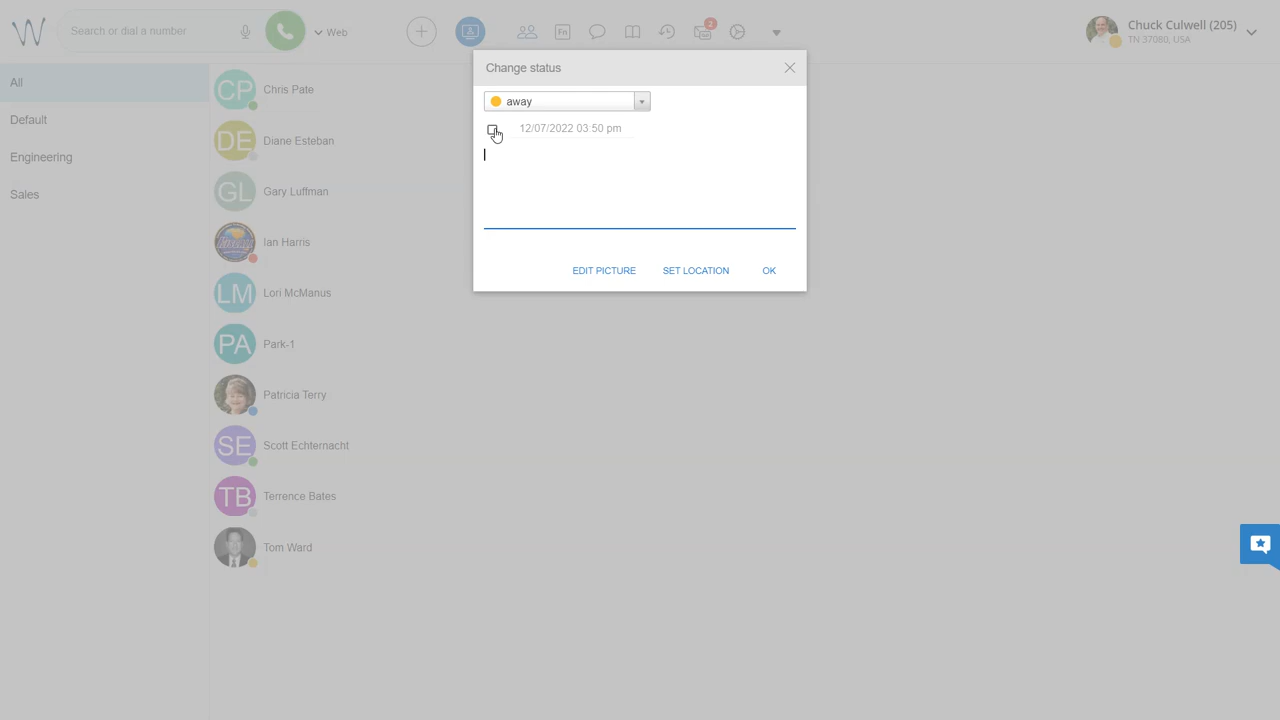 W
Search or dial a number
Web
Fn
2
Chuck Culwell (205)
TN 37080, USA
Change status
away
12/07/2022 03:50 pm
EDIT PICTURE
SET LOCATION
OK
All
Default
Engineering
Sales
CP
Chris Pate
DE
Diane Esteban
GL
Gary Luffman
Ian Harris
LM
Lori McManus
PA
Park-1
Patricia Terry
SE
Scott Echternacht
TB
Terrence Bates
Tom Ward